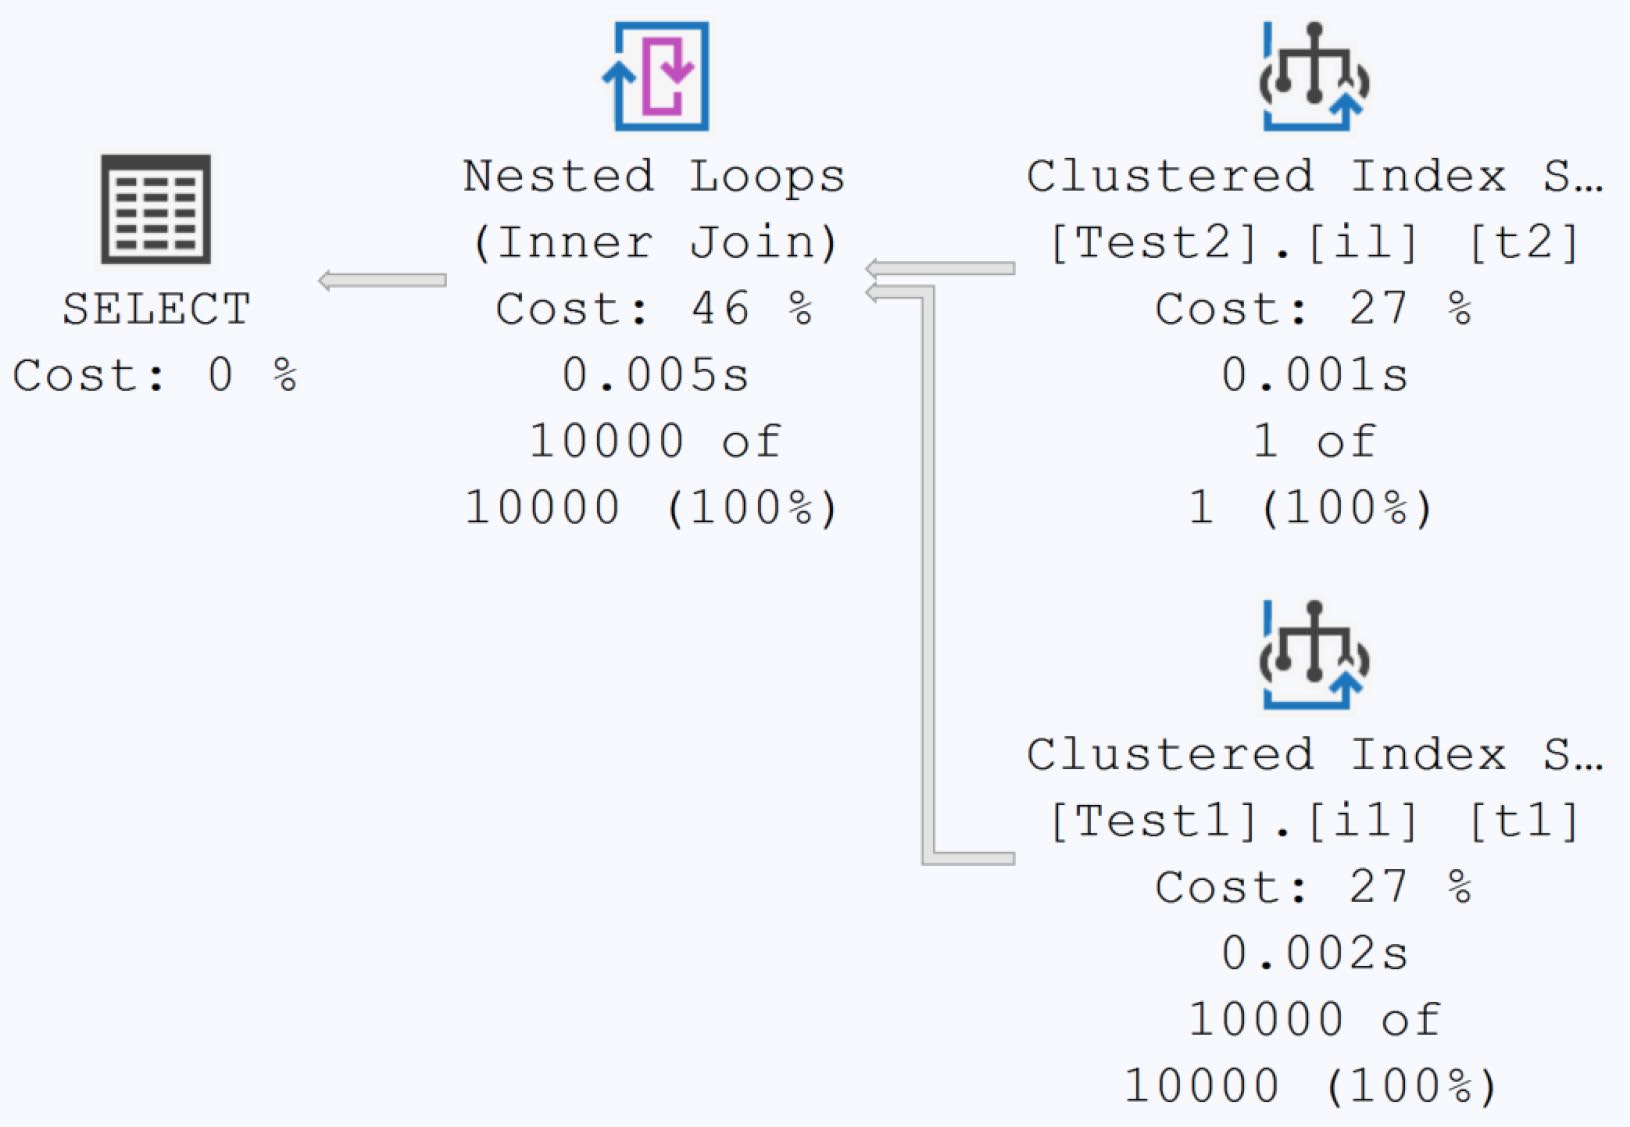 SELECT
Cost: 0 %
Nested Loops
(Inner Join)
Cost: 46 %
0.005s
10000 of
10000 (100%)
Clustered Index S…
[Test2].[i1] [t2]
Cost: 27 %
0.001s
1 of
1 (100%)
Clustered Index S…
[Test1].[i1] [t1]
Cost: 27 %
0.002s
10000 of
10000 (100%)